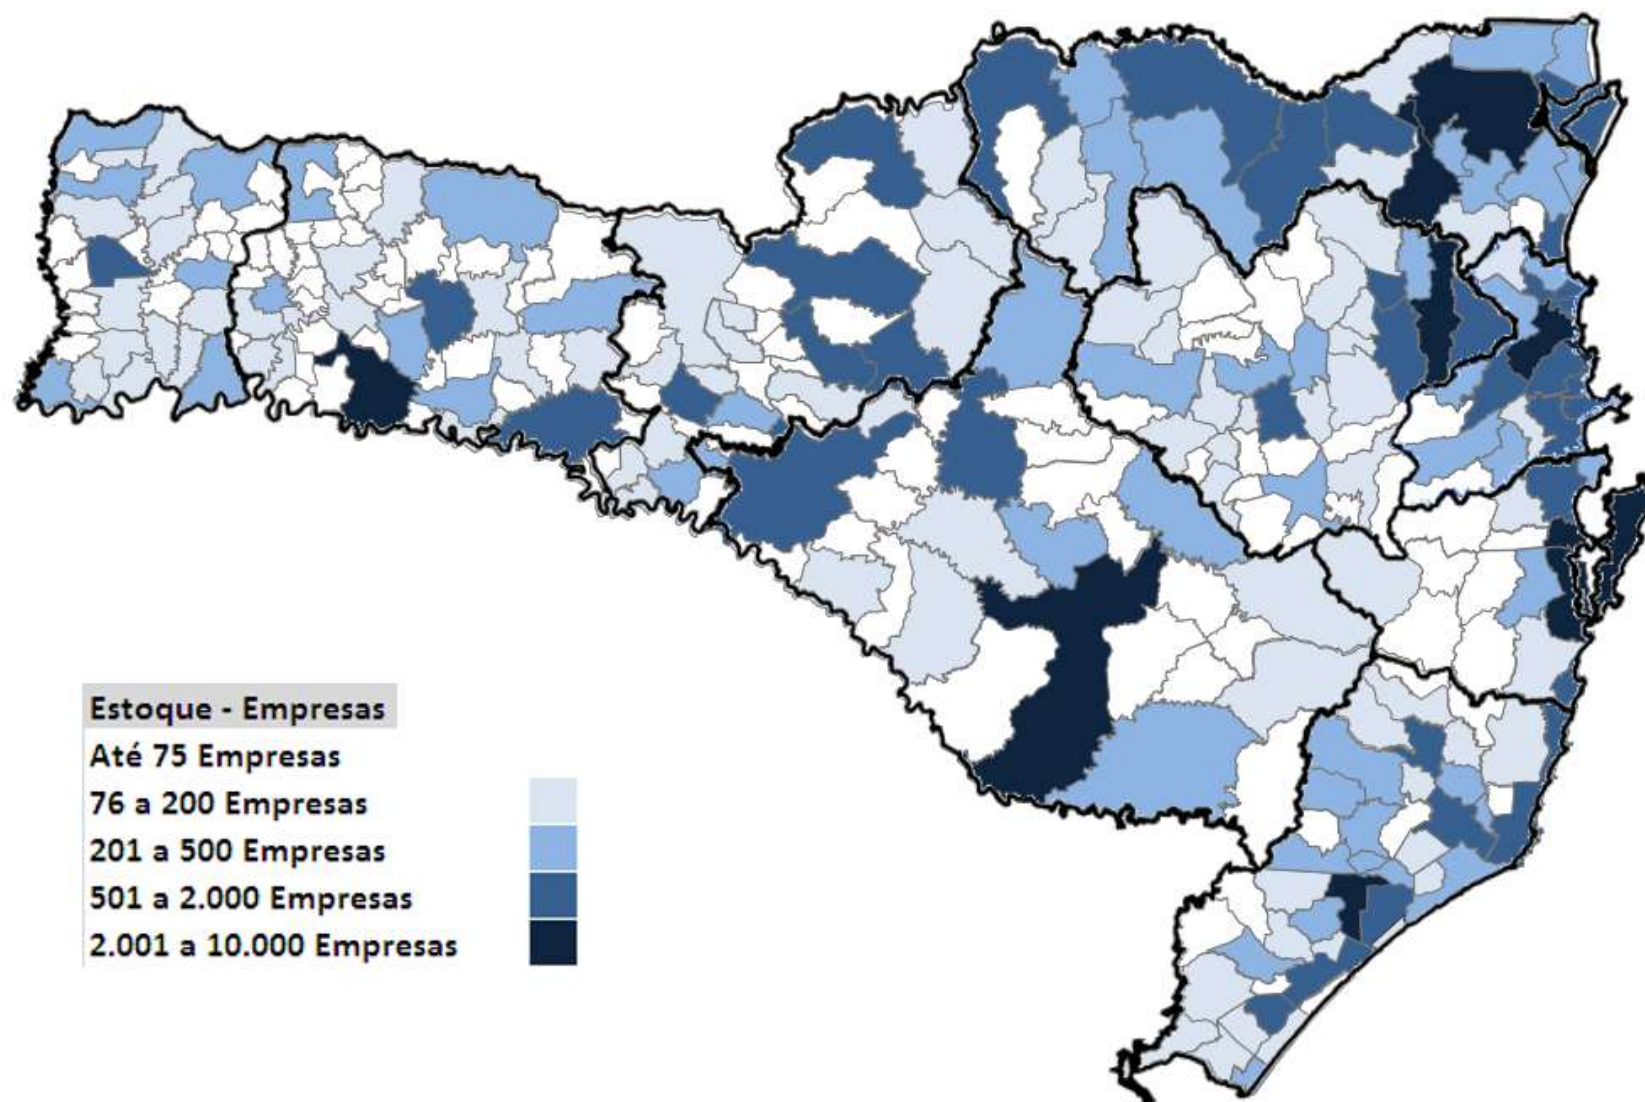 Estoque - Empresas
Até 75 Empresas
76 a 200 Empresas
201 a 500 Empresas
501 a 2.000 Empresas
2.001 a 10.000 Empresas